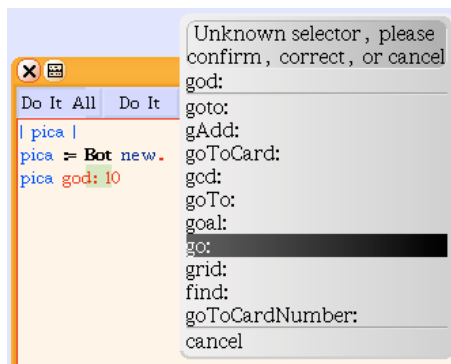 Unknown selector, please
confirm, correct, or cancel
god:
goto:
gAdd:
goToCard:
gcd:
goTo:
goal:
go:
grid:
find:
goToCardNumber:
cancel
Do It All Do It
| pica |
pica := Bot new.
pica god: 10